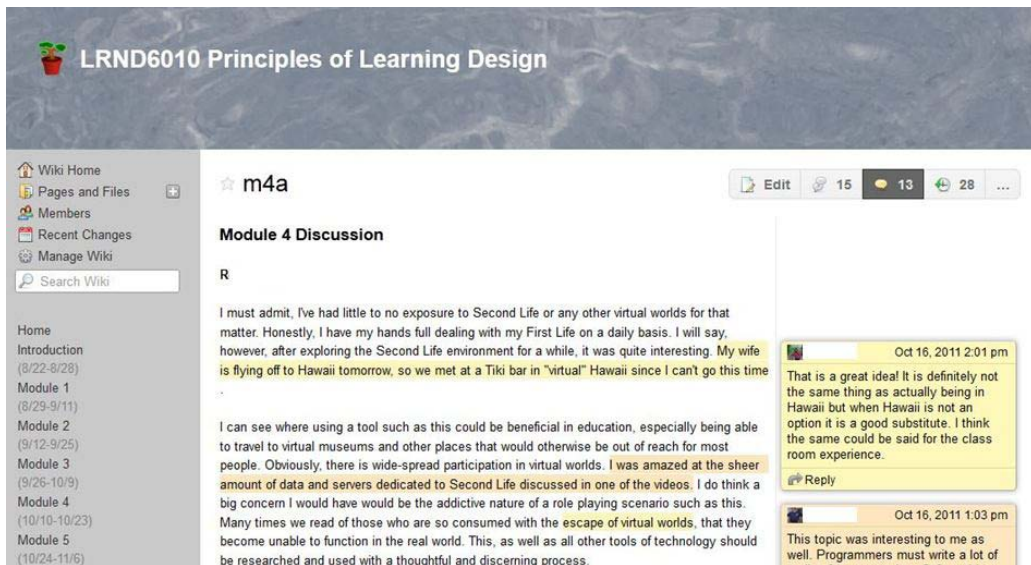 LRND6010 Principles of Learning Design
Wiki Home
Pages and Files
Members
Recent Changes
Manage Wiki
Search Wiki
Home
Introduction
(8/22-8/28)
Module 1
(8/29-9/11)
Module 2
(9/12-9/25)
Module 3
(9/26-10/9)
Module 4
(10/10-10/23)
Module 5
(10/24-11/6)
m4a
Edit 15 13 28 ...
Module 4 Discussion
R
I must admit, I've had little to no exposure to Second Life or any other virtual worlds for that
matter. Honestly, I have my hands full dealing with my First Life on a daily basis. I will say,
however, after exploring the Second Life environment for a while, it was quite interesting. My wife
is flying off to Hawaii tomorrow, so we met at a Tiki bar in "virtual" Hawaii since I can't go this time
.
I can see where using a tool such as this could be beneficial in education, especially being able
to travel to virtual museums and other places that would otherwise be out of reach for most
people. Obviously, there is wide-spread participation in virtual worlds. I was amazed at the sheer
amount of data and servers dedicated to Second Life discussed in one of the videos. I do think a
big concern I would have would be the addictive nature of a role playing scenario such as this.
Many times we read of those who are so consumed with the escape of virtual worlds, that they
become unable to function in the real world. This, as well as all other tools of technology should
be researched and used with a thoughtful and discerning process.
Oct 16, 2011 2:01 pm
That is a great idea! It is definitely not
the same thing as actually being in
Hawaii but when Hawaii is not an
option it is a good substitute. I think
the same could be said for the class
room experience.
Reply
Oct 16, 2011 1:03 pm
This topic was interesting to me as
well. Programmers must write a lot of